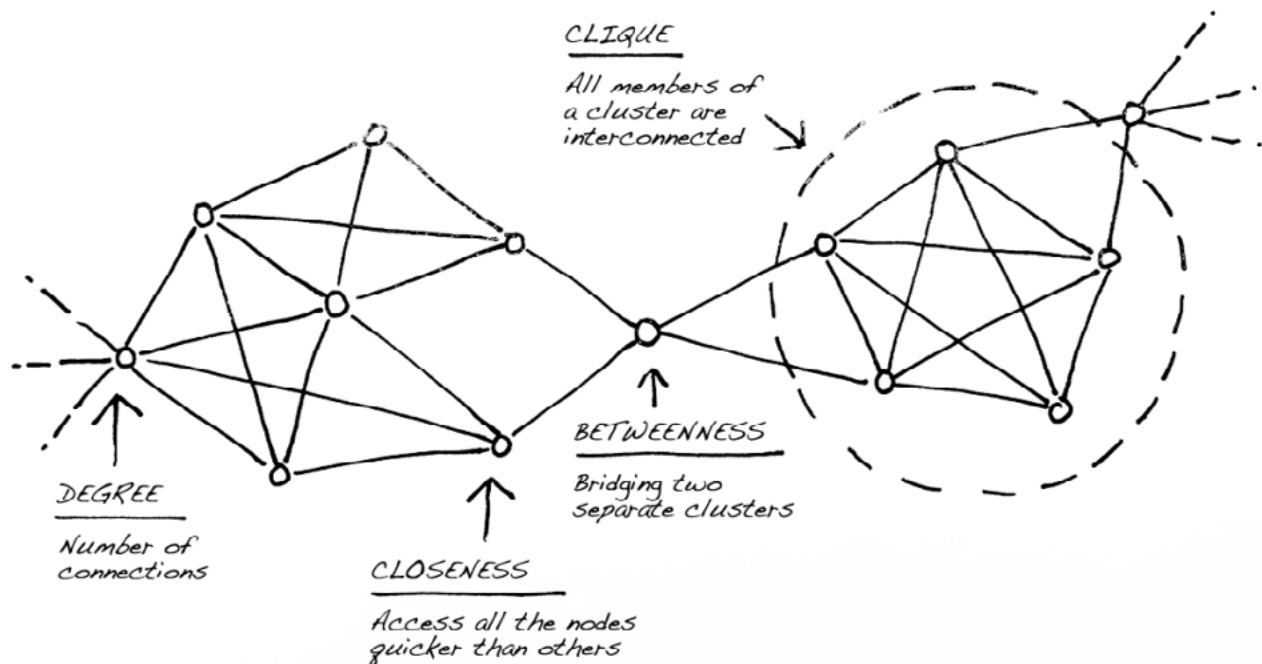 CLIQUE
All members of
a cluster are
interconnected
DEGREE
Number of
connections
CLOSENESS
Access all the nodes
quicker than others
BETWEENNESS
Bridging two
separate clusters